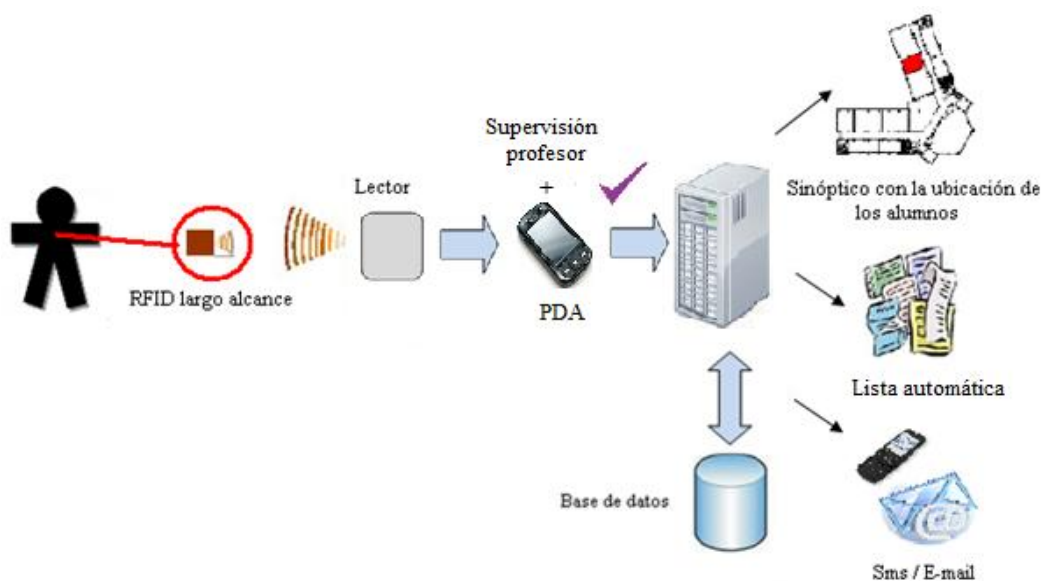 Supervisión
profesor
+
Lector
RFID largo alcance
PDA
Sinóptico con la ubicación de
los alumnos
Lista automática
Base de datos
Sms / E-mail